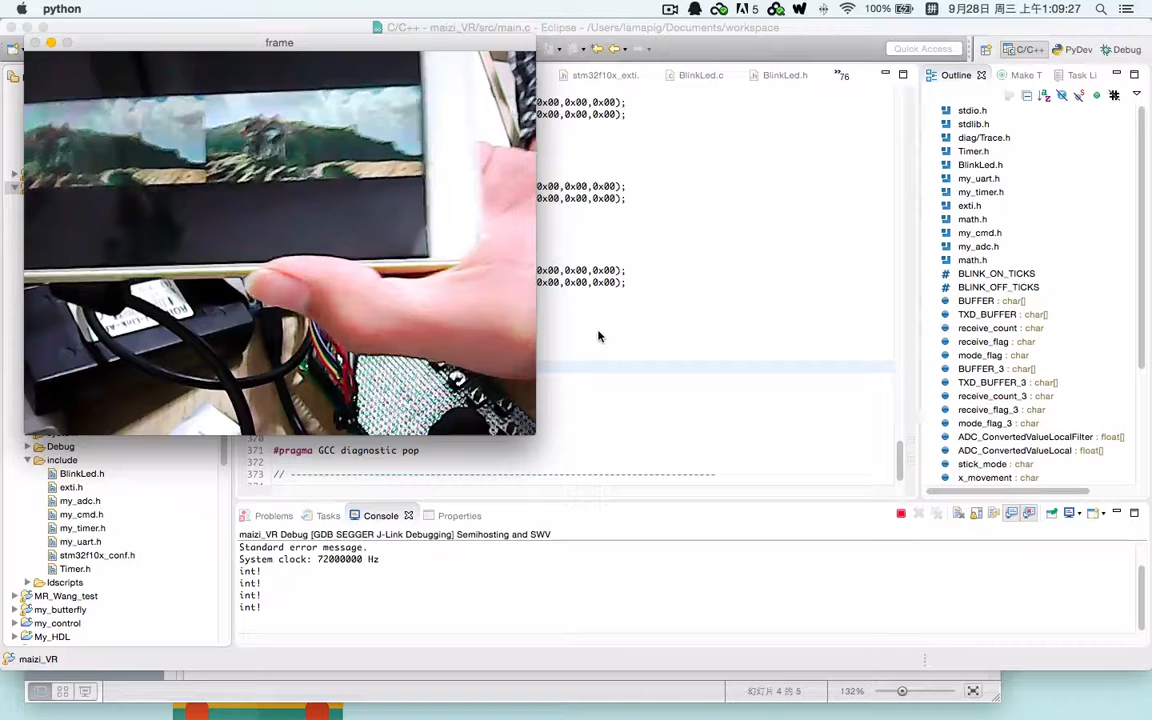 python
100%
9月28日 周三 上午1:09:27
C/C++ - maizi_VR/src/main.c - Eclipse - /Users/lamapig/Documents/workspace
frame
Quick Access
C/C++
PyDev
Debug
stm32f10x_exti.
BlinkLed.c
BlinkLed.h
76
Outline
Make T
Task Li
0x00,0x00,0x00);
0x00,0x00,0x00);
0x00,0x00,0x00);
0x00,0x00,0x00);
0x00,0x00,0x00);
0x00,0x00,0x00);
stdio.h
stdlib.h
diag/Trace.h
Timer.h
BlinkLed.h
my_uart.h
my_timer.h
exti.h
math.h
my_cmd.h
my_adc.h
math.h
BLINK_ON_TICKS
BLINK_OFF_TICKS
BUFFER : char[]
TXD_BUFFER : char[]
receive_count : char
receive_flag : char
mode_flag : char
BUFFER_3 : char[]
TXD_BUFFER_3 : char[]
receive_count_3 : char
receive_flag_3 : char
mode_flag_3 : char
ADC_ConvertedValueLocalFilter : float[]
ADC_ConvertedValueLocal : float[]
stick_mode : char
x_movement : char
370
371 #pragma GCC diagnostic pop
372
373 // ----------------------------------------------------------------------------
Debug
include
BlinkLed.h
exti.h
my_adc.h
my_cmd.h
my_timer.h
my_uart.h
stm32f10x_conf.h
Timer.h
ldscripts
MR_Wang_test
my_butterfly
my_control
My_HDL
maizi_VR
Problems
Tasks
Console
Properties
maizi_VR Debug [GDB SEGGER J-Link Debugging] Semihosting and SWV
Standard error message.
System clock: 72000000 Hz
int!
int!
int!
int!
幻灯片 4 的 5
132%